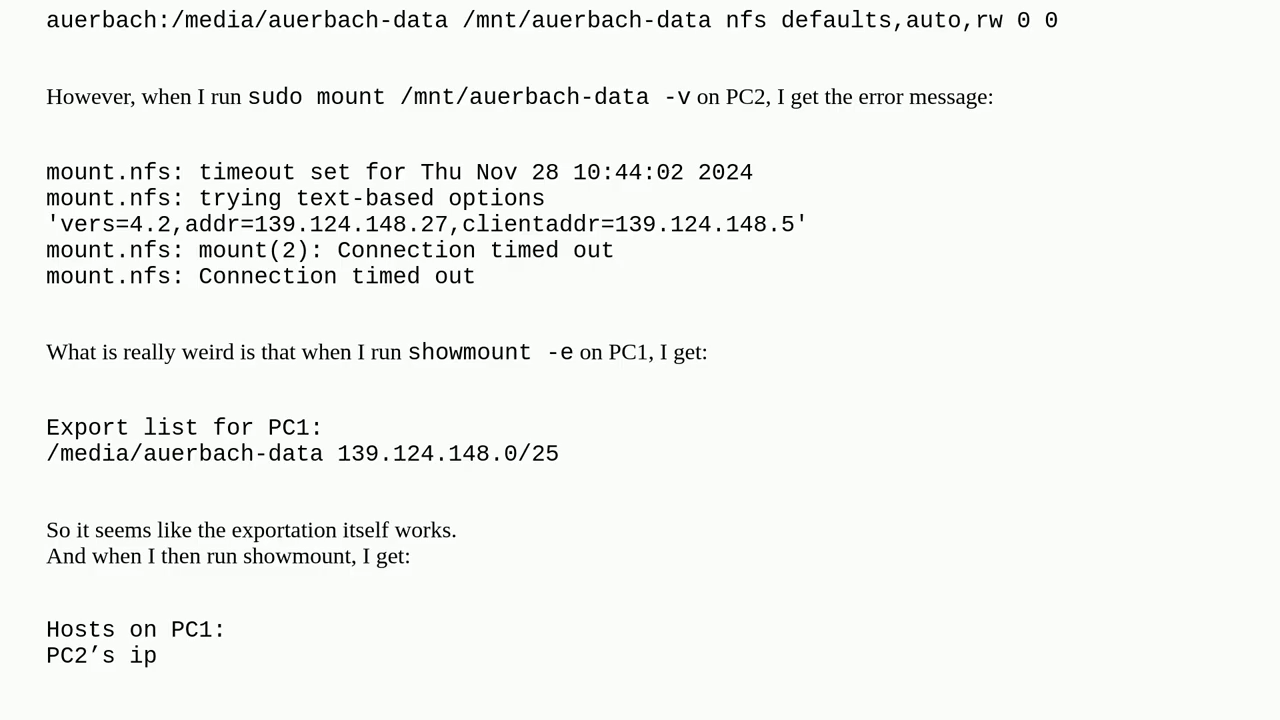 auerbach:/media/auerbach-data /mnt/auerbach-data nfs defaults,auto,rw 0 0
However, when I run sudo mount /mnt/auerbach-data -v on PC2, I get the error message:
mount.nfs: timeout set for Thu Nov 28 10:44:02 2024
mount.nfs: trying text-based options
'vers=4.2,addr=139.124.148.27,clientaddr=139.124.148.5'
mount.nfs: mount(2): Connection timed out
mount.nfs: Connection timed out
What is really weird is that when I run showmount -e on PC1, I get:
Export list for PC1:
/media/auerbach-data 139.124.148.0/25
So it seems like the exportation itself works.
And when I then run showmount, I get:
Hosts on PC1:
PC2’s ip